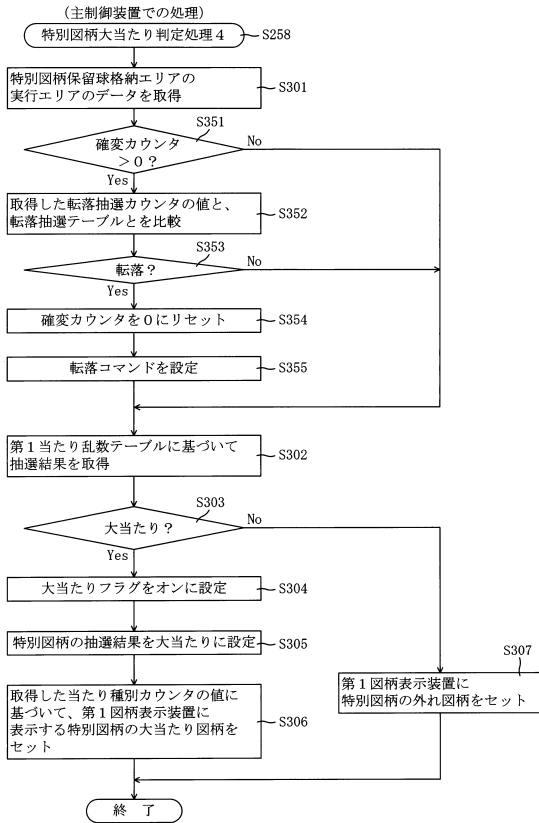 (主制御装置での処理)
特別図柄大当たり判定処理4
S258
特別図柄保留球格納エリアの
実行エリアのデータを取得
S301
S351
確変カウンタ
>0?
No
Yes
取得した転落抽選カウンタの値と、
転落抽選テーブルとを比較
S352
S353
転落?
No
Yes
確変カウンタを0にリセット
S354
転落コマンドを設定
S355
第1当たり乱数テーブルに基づいて
抽選結果を取得
S302
S303
大当たり?
No
Yes
大当たりフラグをオンに設定
S304
特別図柄の抽選結果を大当たりに設定
S305
取得した当たり種別カウンタの値に
基づいて、第1図柄表示装置に
表示する特別図柄の大当たり図柄を
セット
S306
S307
第1図柄表示装置に
特別図柄の外れ図柄をセット
終 了